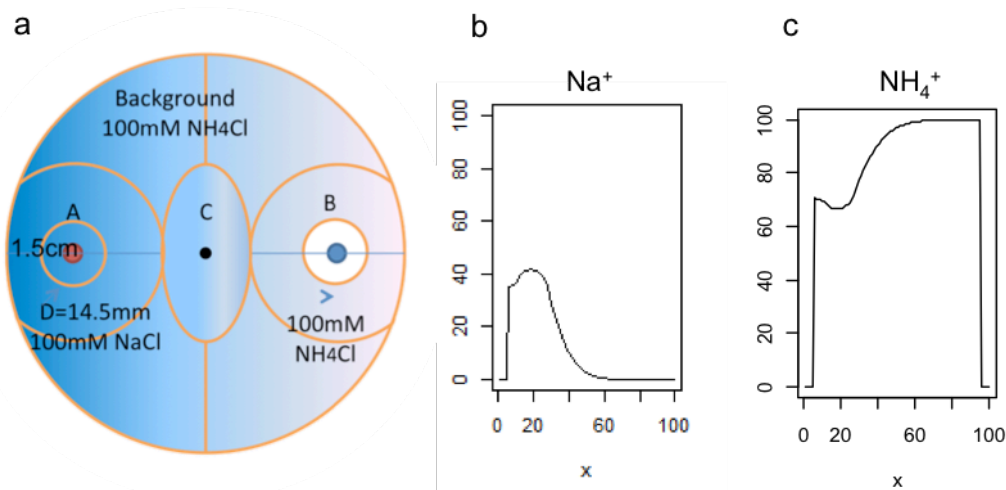 a
Background
100mM NH4Cl
A
C
B
1.5cm
D=14.5mm
100mM NaCl
>
100mM
NH4Cl
b
Na⁺
100
80
60
40
20
0
0 20 60 100
x
c
NH₄⁺
100
80
60
40
20
0
0 20 60 100
x